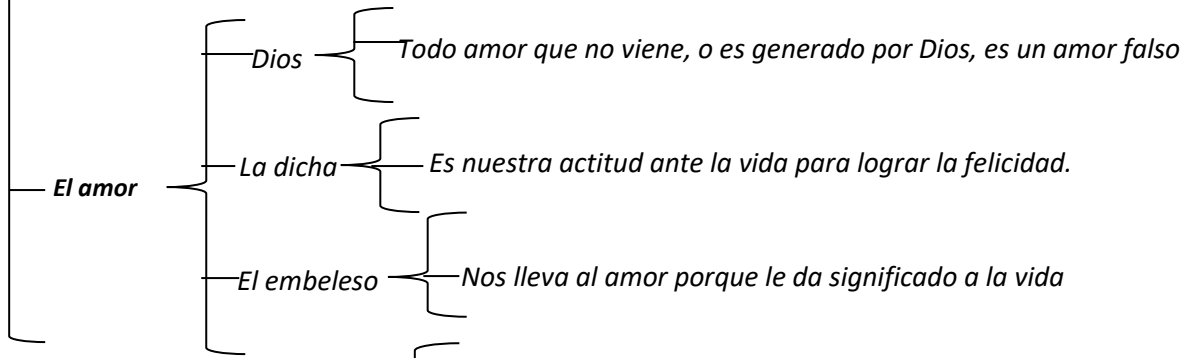 Dios
Todo amor que no viene, o es generado por Dios, es un amor falso
La dicha
Es nuestra actitud ante la vida para lograr la felicidad.
El amor
El embeleso
Nos lleva al amor porque le da significado a la vida